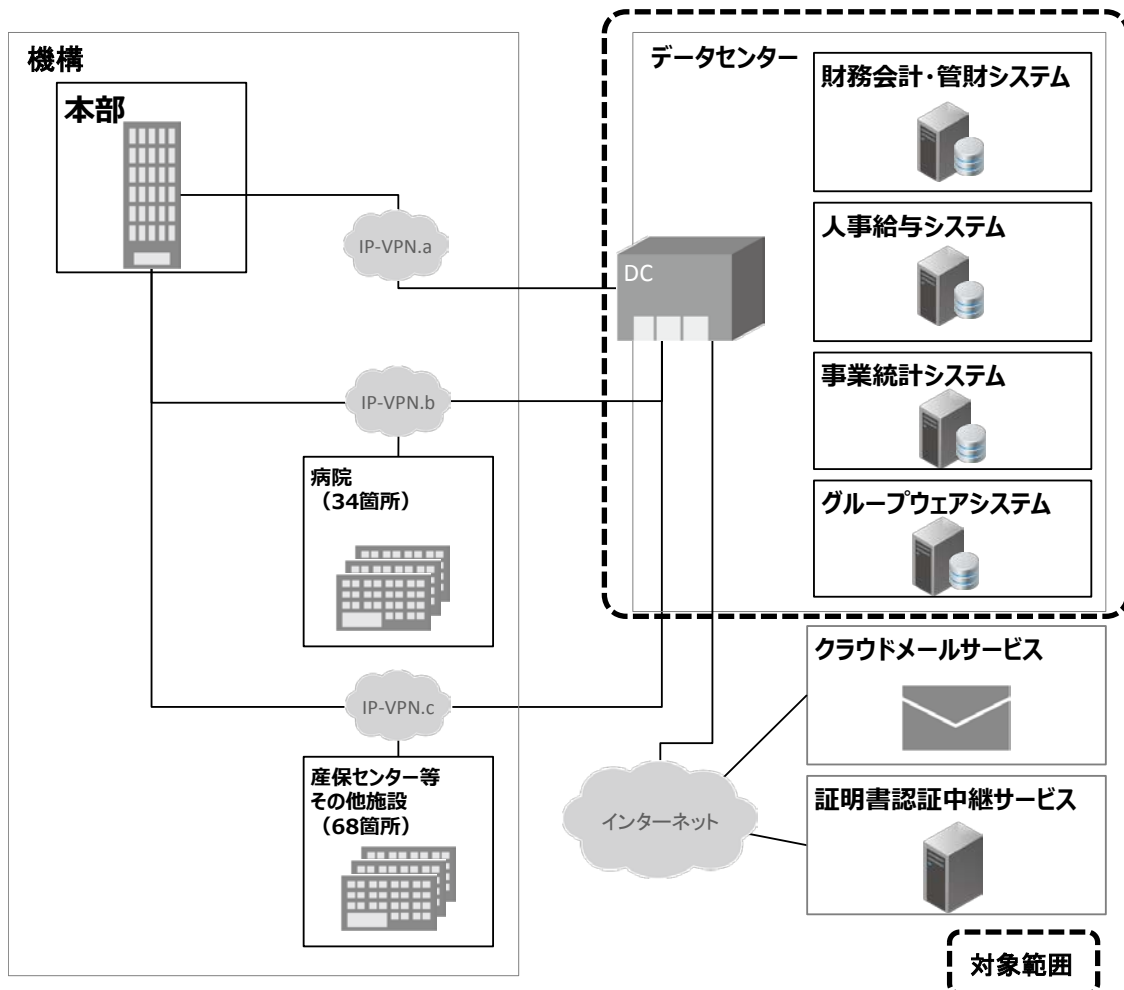 機構
本部
IP-VPN.a
IP-VPN.b
病院
（34箇所）
IP-VPN.c
産保センター等
その他施設
（68箇所）
データセンター
DC
財務会計・管財システム
人事給与システム
事業統計システム
グループウェアシステム
クラウドメールサービス
インターネット
証明書認証中継サービス
対象範囲